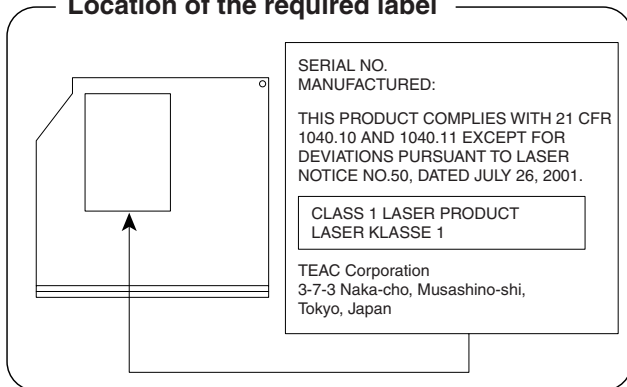 Location of the required label
SERIAL NO.
MANUFACTURED:
THIS PRODUCT COMPLIES WITH 21 CFR
1040.10 AND 1040.11 EXCEPT FOR
DEVIATIONS PURSUANT TO LASER
NOTICE NO.50, DATED JULY 26, 2001.
CLASS 1 LASER PRODUCT
LASER KLASSE 1
TEAC Corporation
3-7-3 Naka-cho, Musashino-shi,
Tokyo, Japan